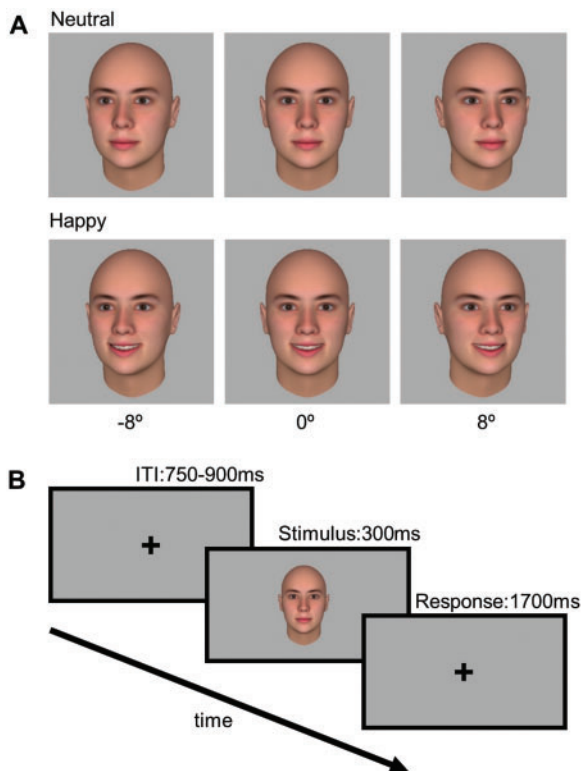 A
Neutral
Happy
-8º
0º
8º
B
ITI:750-900ms
Stimulus:300ms
Response:1700ms
time